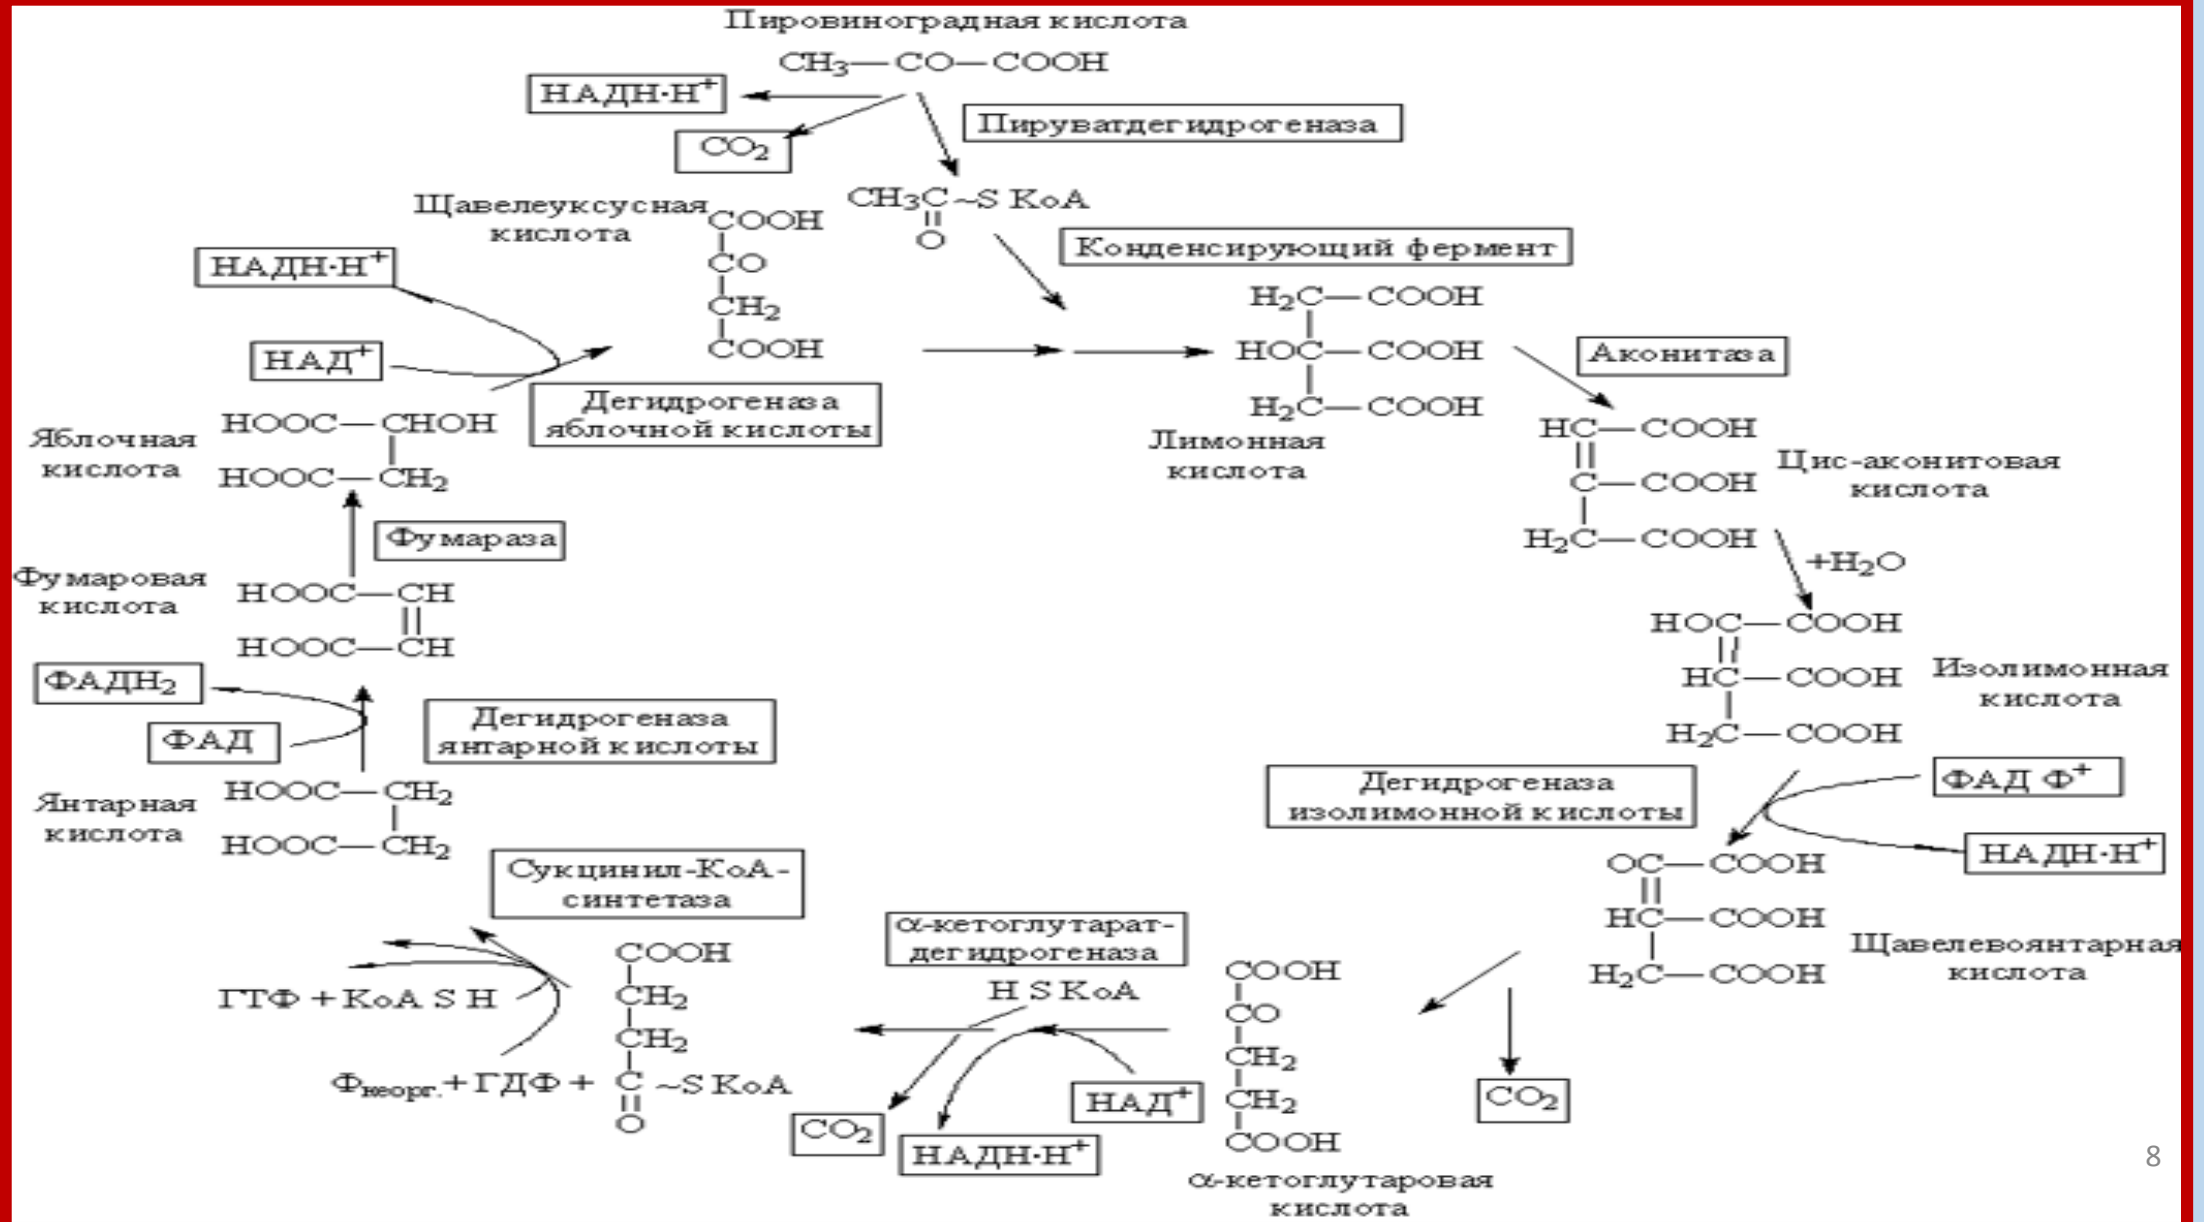 Пировиноградная кислота
CH₃—CO—COOH
НАДН·Н⁺
Пируватдегидрогеназа
CO₂
Щавелеуксусная
кислота
CH₃C~S KoA
O
COOH
CO
CH₂
COOH
Конденсирующий фермент
НАДН·Н⁺
НАД⁺
H₂C—COOH
HOC—COOH
H₂C—COOH
Лимонная
кислота
Аконитаза
Дегидрогеназа
яблочной кислоты
Яблочная
кислота
HOOC—CHOH
HOOC—CH₂
HC—COOH
C—COOH
H₂C—COOH
Цис-аконитовая
кислота
Фумараза
+H₂O
Фумаровая
кислота
HOOC—CH
HOOC—CH
HOC—COOH
HC—COOH
H₂C—COOH
Изолимонная
кислота
ФАДН₂
ФАД
Дегидрогеназа
янтарной кислоты
Дегидрогеназа
изолимонной кислоты
ФАД Ф⁺
НАДН·Н⁺
Янтарная
кислота
HOOC—CH₂
HOOC—CH₂
OC—COOH
HC—COOH
H₂C—COOH
Щавелевоянтарная
кислота
Сукцинил-КоА-
синтетаза
α-кетоглутарат-
дегидрогеназа
H S KoA
ГТФ + KoA S H
COOH
CH₂
CH₂
Фнеорг.+ГДФ + C ~S KoA
O
CO₂
НАДН·Н⁺
НАД⁺
COOH
CO
CH₂
CH₂
COOH
α-кетоглутаровая
кислота
CO₂
8